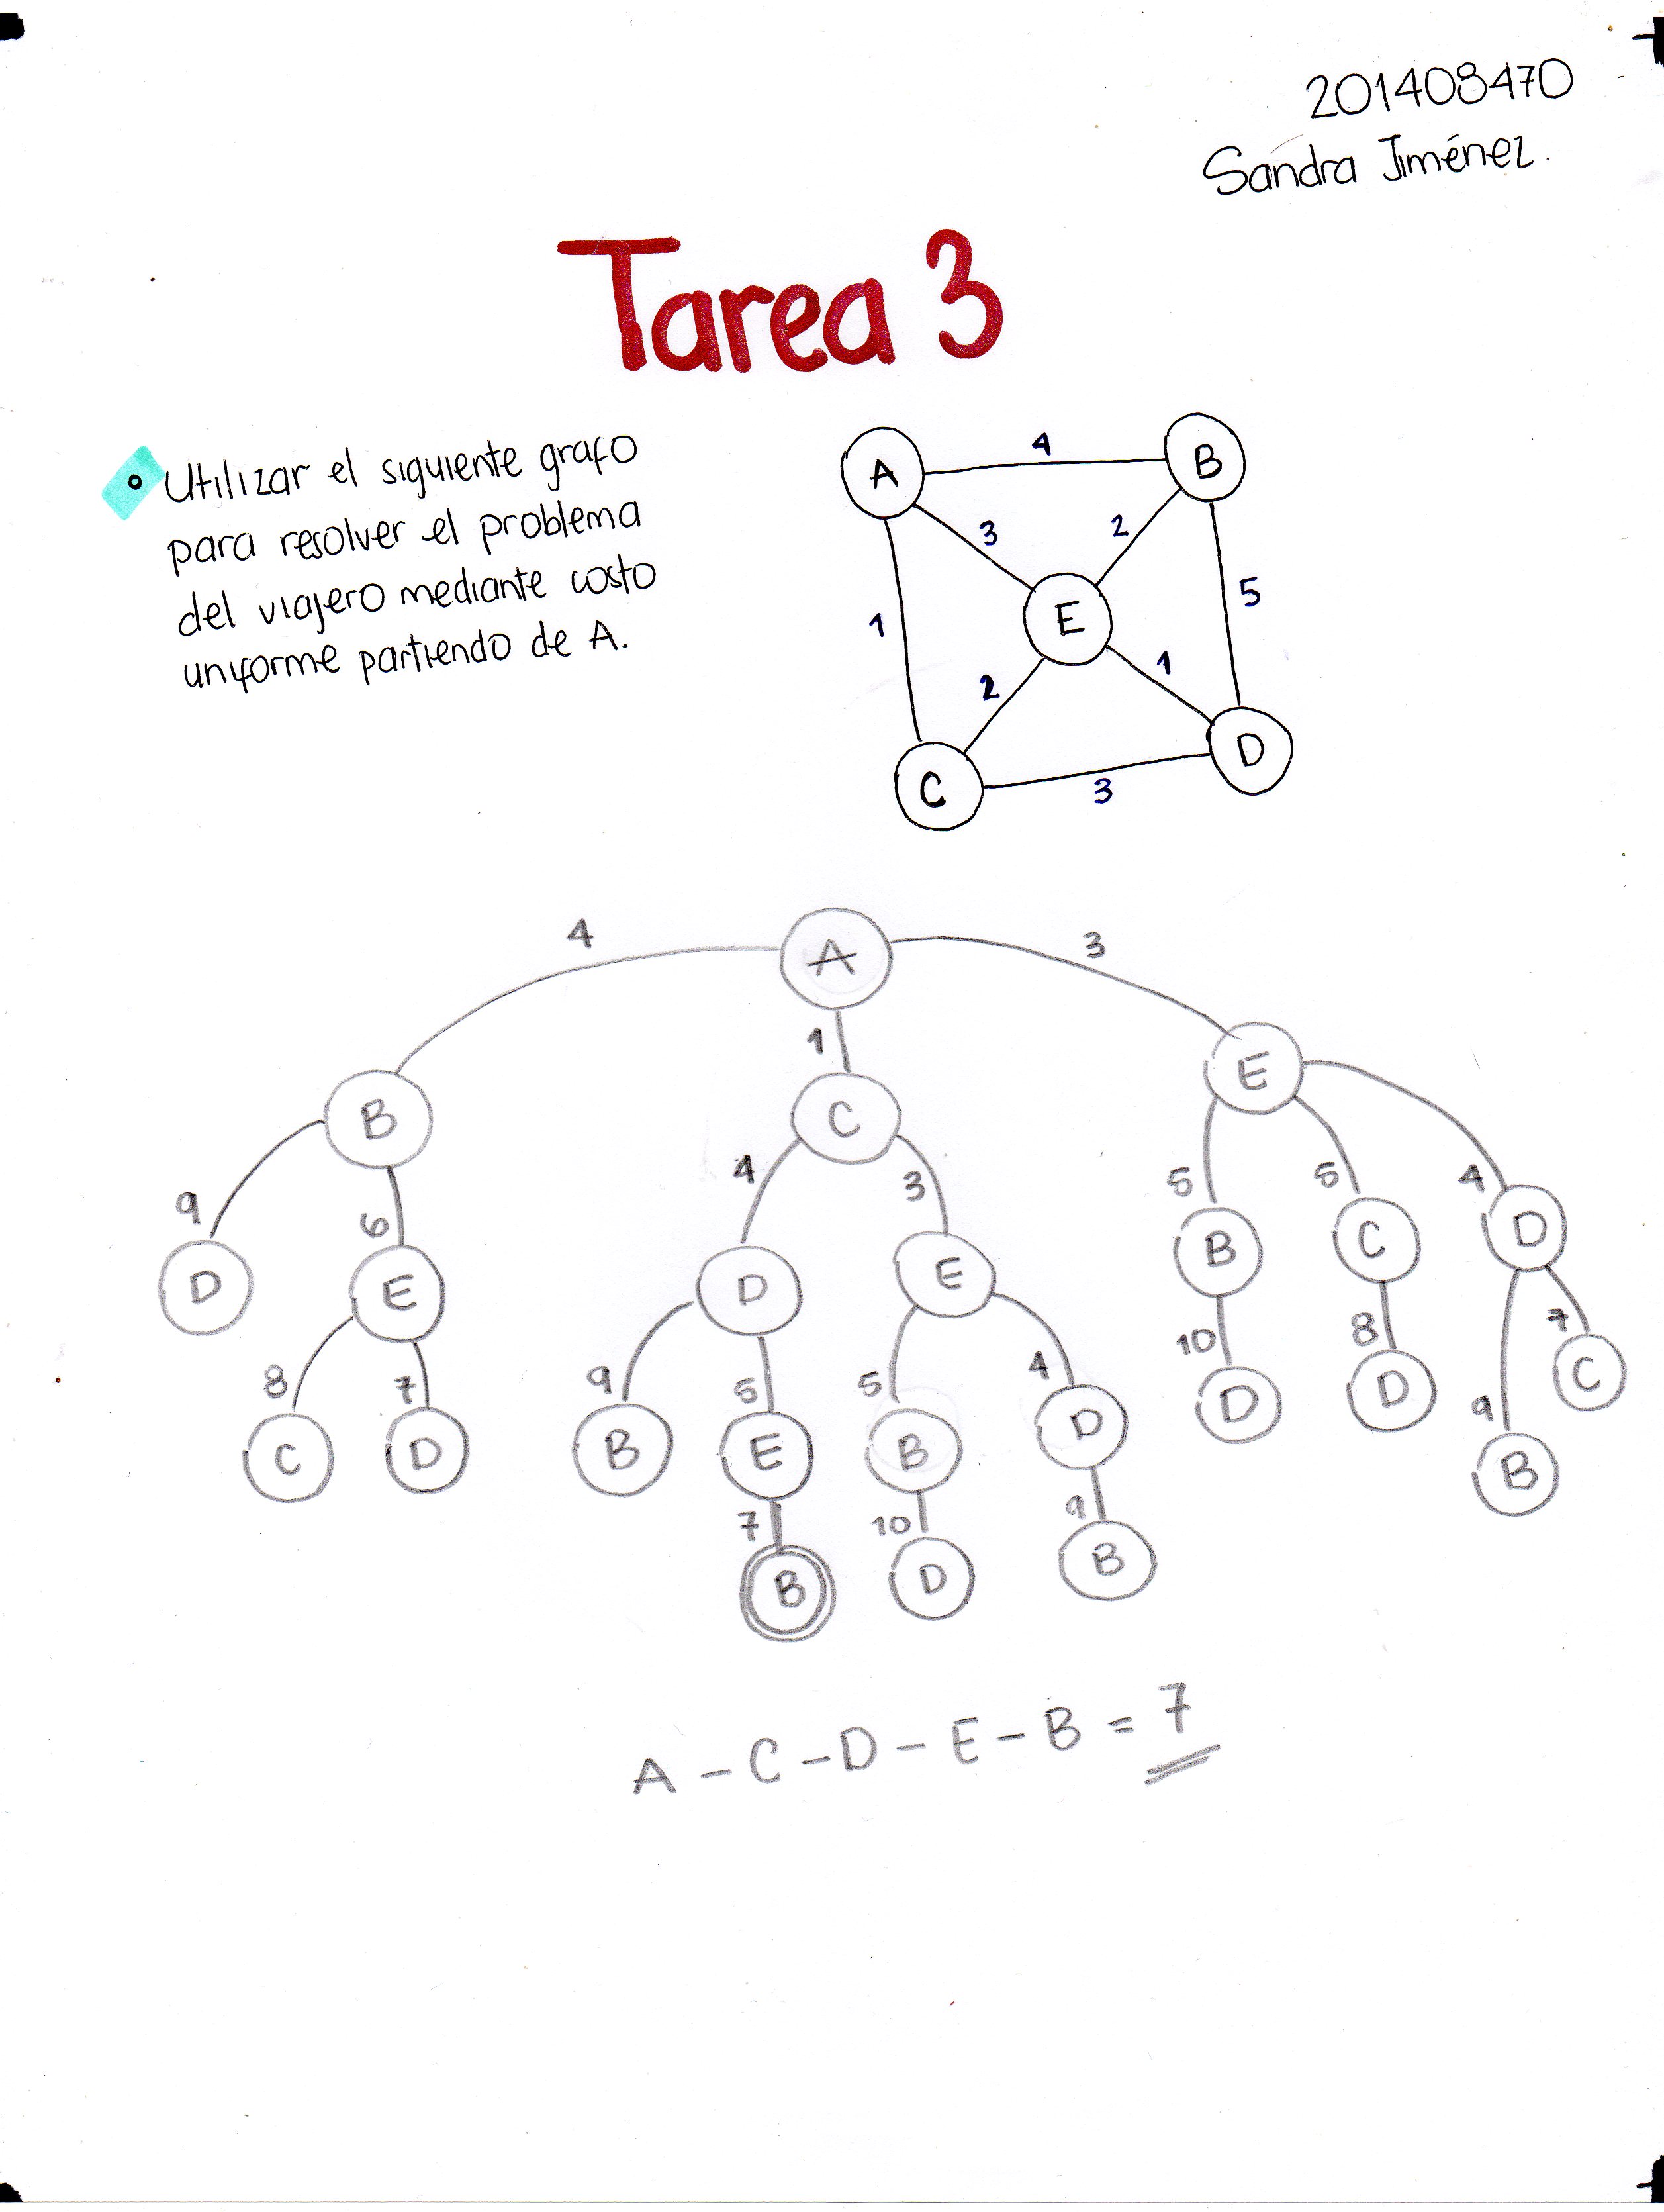 201408470
Sandra Jiménez.
Tarea 3
Utilizar el siguiente grafo
para resolver el problema
del viajero mediante costo
uniforme partiendo de A.
A 4 B
3 2
1 E 5
2 1
C 3 D
4 A 3
1
B C E
9 6 4 3 5 5 4
D E D E B C D
8 7 9 5 5 4 10 8 9 7
C D B E B D D D B C
7 10 9
B D B
A - C - D - E - B = 7